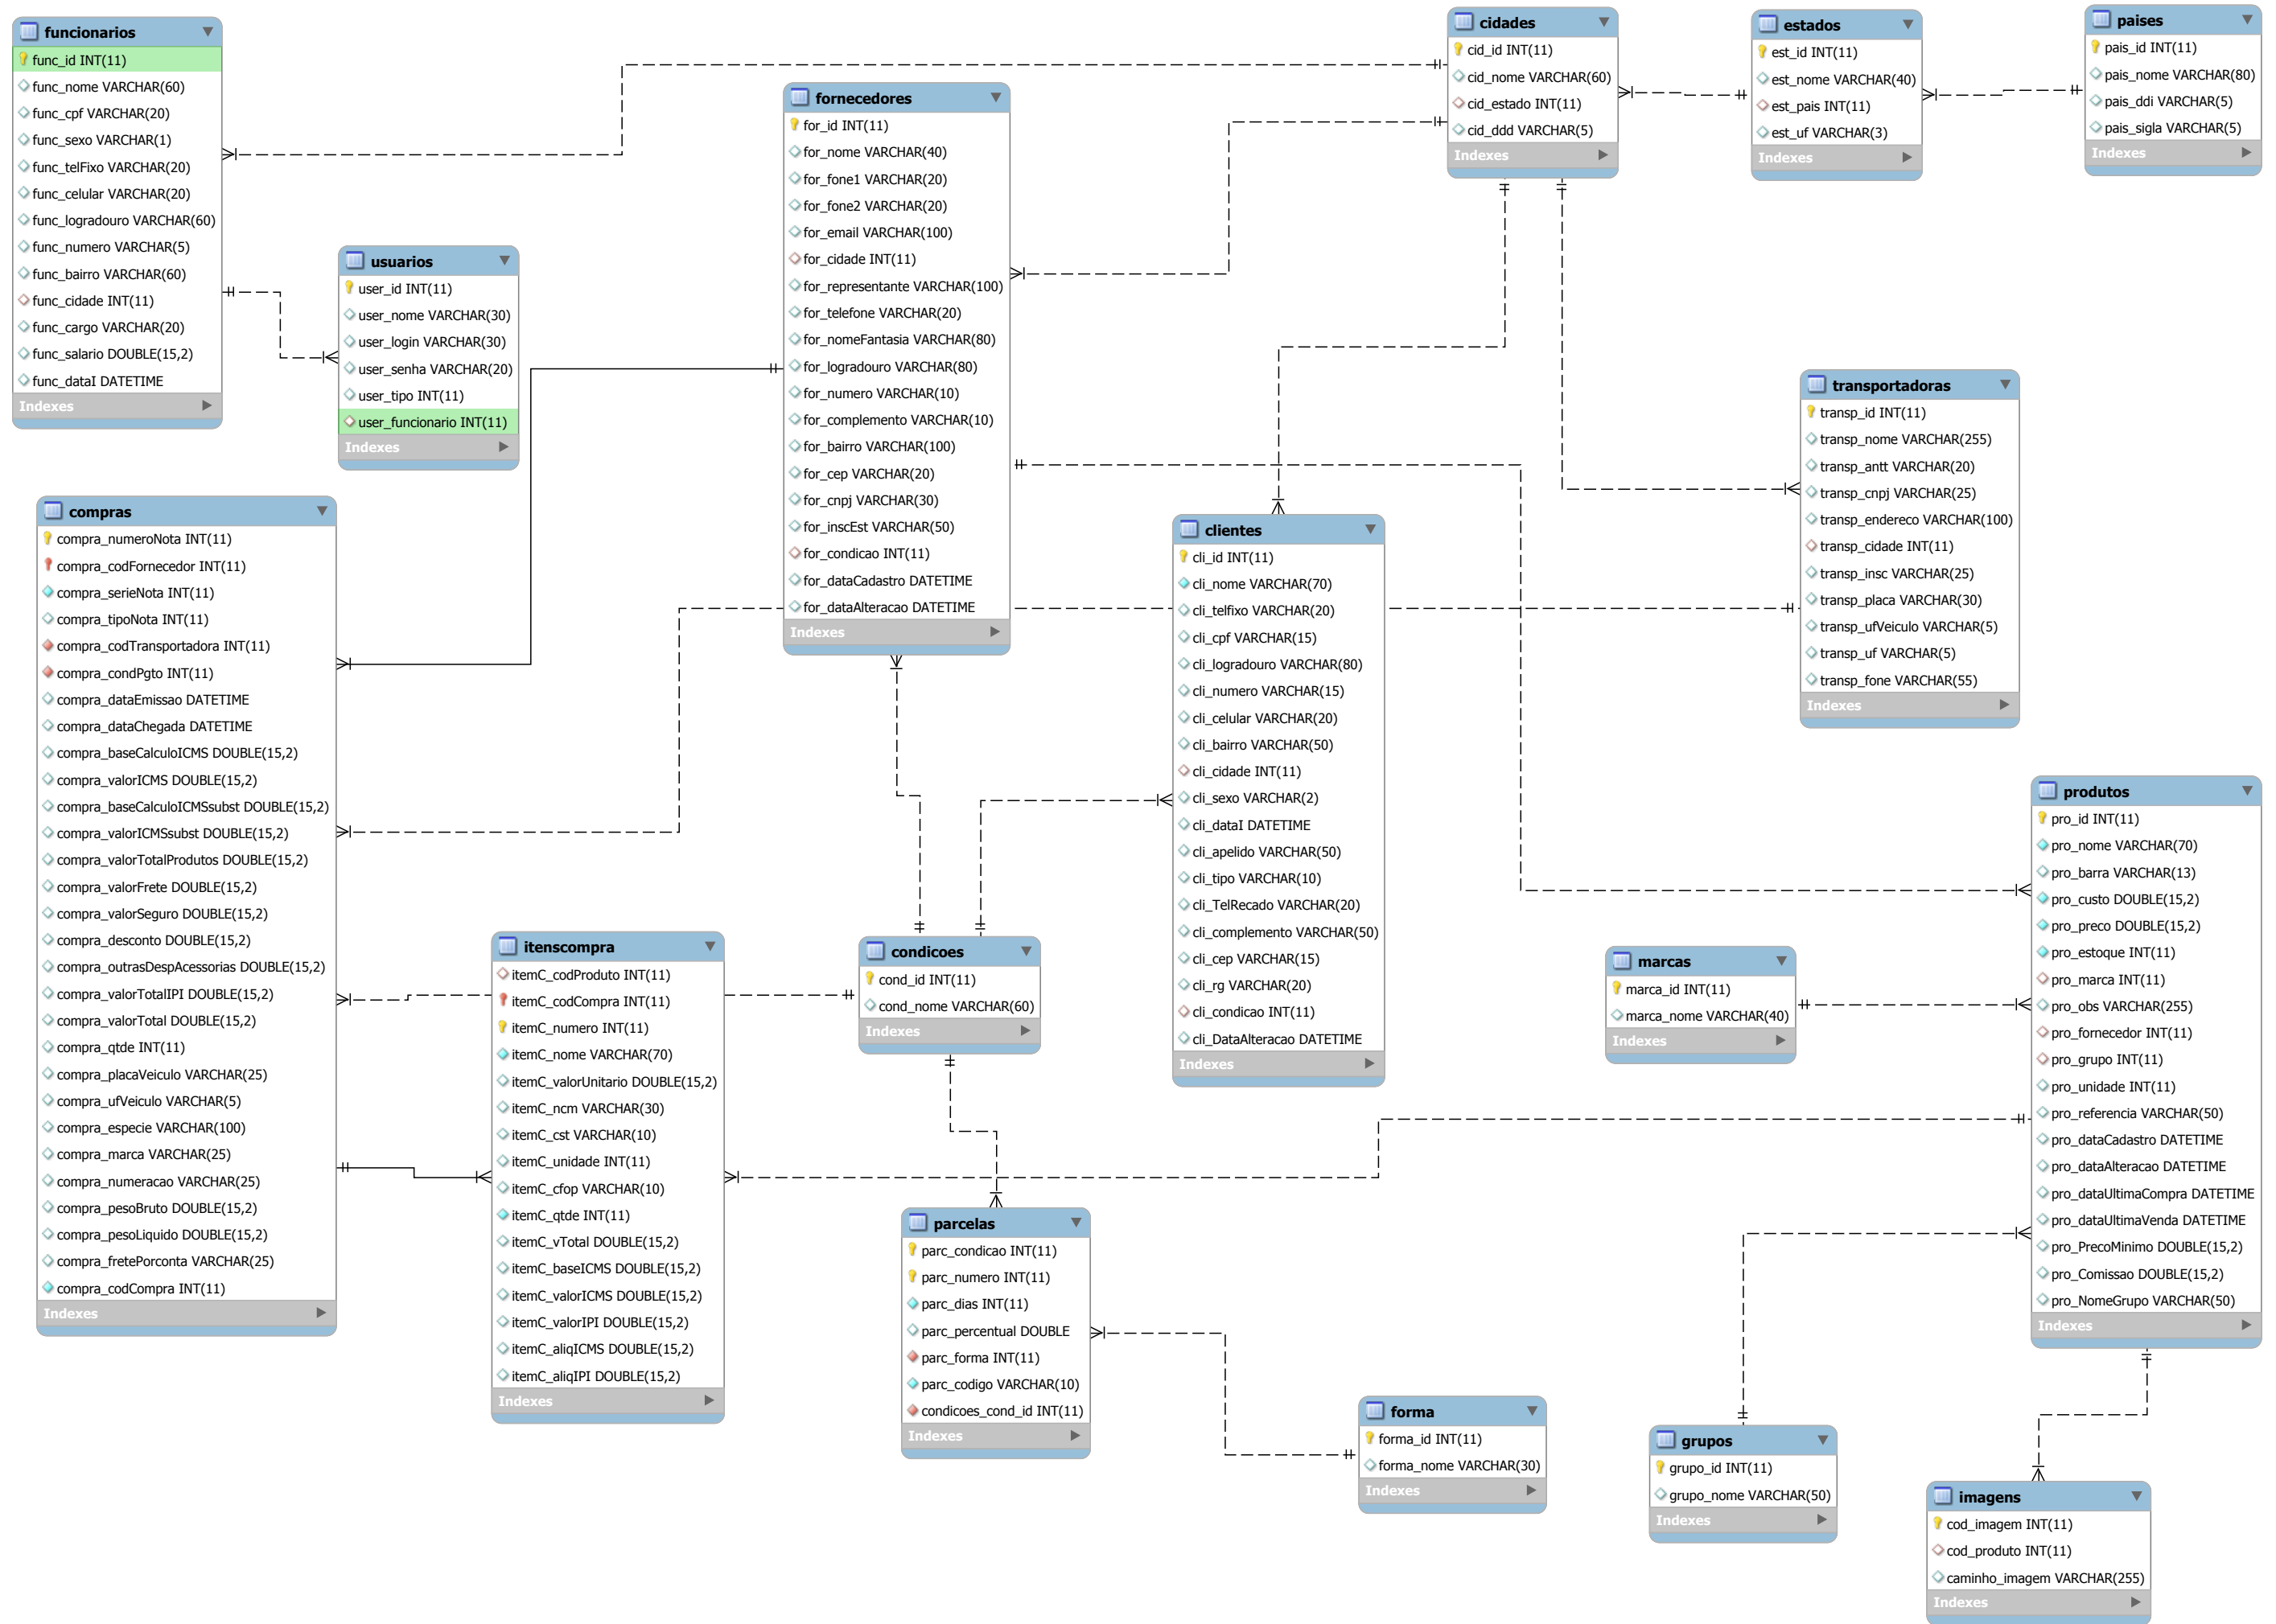 funcionarios
func_id INT(11)
func_nome VARCHAR(60)
func_cpf VARCHAR(20)
func_sexo VARCHAR(1)
func_telFixo VARCHAR(20)
func_celular VARCHAR(20)
func_logradouro VARCHAR(60)
func_numero VARCHAR(5)
func_bairro VARCHAR(60)
func_cidade INT(11)
func_cargo VARCHAR(20)
func_salario DOUBLE(15,2)
func_dataI DATETIME
Indexes
usuarios
user_id INT(11)
user_nome VARCHAR(30)
user_login VARCHAR(30)
user_senha VARCHAR(20)
user_tipo INT(11)
user_funcionario INT(11)
Indexes
fornecedores
for_id INT(11)
for_nome VARCHAR(40)
for_fone1 VARCHAR(20)
for_fone2 VARCHAR(20)
for_email VARCHAR(100)
for_cidade INT(11)
for_representante VARCHAR(100)
for_telefone VARCHAR(20)
for_nomeFantasia VARCHAR(80)
for_logradouro VARCHAR(80)
for_numero VARCHAR(10)
for_complemento VARCHAR(10)
for_bairro VARCHAR(100)
for_cep VARCHAR(20)
for_cnpj VARCHAR(30)
for_inscEst VARCHAR(50)
for_condicao INT(11)
for_dataCadastro DATETIME
for_dataAlteracao DATETIME
Indexes
cidades
cid_id INT(11)
cid_nome VARCHAR(60)
cid_estado INT(11)
cid_ddd VARCHAR(5)
Indexes
estados
est_id INT(11)
est_nome VARCHAR(40)
est_pais INT(11)
est_uf VARCHAR(3)
Indexes
paises
pais_id INT(11)
pais_nome VARCHAR(80)
pais_ddi VARCHAR(5)
pais_sigla VARCHAR(5)
Indexes
transportadoras
transp_id INT(11)
transp_nome VARCHAR(255)
transp_antt VARCHAR(20)
transp_cnpj VARCHAR(25)
transp_endereco VARCHAR(100)
transp_cidade INT(11)
transp_insc VARCHAR(25)
transp_placa VARCHAR(30)
transp_ufVeiculo VARCHAR(5)
transp_uf VARCHAR(5)
transp_fone VARCHAR(55)
Indexes
compras
compra_numeroNota INT(11)
compra_codFornecedor INT(11)
compra_serieNota INT(11)
compra_tipoNota INT(11)
compra_codTransportadora INT(11)
compra_condPgto INT(11)
compra_dataEmissao DATETIME
compra_dataChegada DATETIME
compra_baseCalculoICMS DOUBLE(15,2)
compra_valorICMS DOUBLE(15,2)
compra_baseCalculoICMSsubst DOUBLE(15,2)
compra_valorICMSsubst DOUBLE(15,2)
compra_valorTotalProdutos DOUBLE(15,2)
compra_valorFrete DOUBLE(15,2)
compra_valorSeguro DOUBLE(15,2)
compra_desconto DOUBLE(15,2)
compra_outrasDespAcessorias DOUBLE(15,2)
compra_valorTotalIPI DOUBLE(15,2)
compra_valorTotal DOUBLE(15,2)
compra_qtde INT(11)
compra_placaVeiculo VARCHAR(25)
compra_ufVeiculo VARCHAR(5)
compra_especie VARCHAR(100)
compra_marca VARCHAR(25)
compra_numeracao VARCHAR(25)
compra_pesoBruto DOUBLE(15,2)
compra_pesoLiquido DOUBLE(15,2)
compra_fretePorconta VARCHAR(25)
compra_codCompra INT(11)
Indexes
clientes
cli_id INT(11)
cli_nome VARCHAR(70)
cli_telfixo VARCHAR(20)
cli_cpf VARCHAR(15)
cli_logradouro VARCHAR(80)
cli_numero VARCHAR(15)
cli_celular VARCHAR(20)
cli_bairro VARCHAR(50)
cli_cidade INT(11)
cli_sexo VARCHAR(2)
cli_dataI DATETIME
cli_apelido VARCHAR(50)
cli_tipo VARCHAR(10)
cli_TelRecado VARCHAR(20)
cli_complemento VARCHAR(50)
cli_cep VARCHAR(15)
cli_rg VARCHAR(20)
cli_condicao INT(11)
cli_DataAlteracao DATETIME
Indexes
produtos
pro_id INT(11)
pro_nome VARCHAR(70)
pro_barra VARCHAR(13)
pro_custo DOUBLE(15,2)
pro_preco DOUBLE(15,2)
pro_estoque INT(11)
pro_marca INT(11)
pro_obs VARCHAR(255)
pro_fornecedor INT(11)
pro_grupo INT(11)
pro_unidade INT(11)
pro_referencia VARCHAR(50)
pro_dataCadastro DATETIME
pro_dataAlteracao DATETIME
pro_dataUltimaCompra DATETIME
pro_dataUltimaVenda DATETIME
pro_PrecoMinimo DOUBLE(15,2)
pro_Comissao DOUBLE(15,2)
pro_NomeGrupo VARCHAR(50)
Indexes
itenscompra
itemC_codProduto INT(11)
itemC_codCompra INT(11)
itemC_numero INT(11)
itemC_nome VARCHAR(70)
itemC_valorUnitario DOUBLE(15,2)
itemC_ncm VARCHAR(30)
itemC_cst VARCHAR(10)
itemC_unidade INT(11)
itemC_cfop VARCHAR(10)
itemC_qtde INT(11)
itemC_vTotal DOUBLE(15,2)
itemC_baseICMS DOUBLE(15,2)
itemC_valorICMS DOUBLE(15,2)
itemC_valorIPI DOUBLE(15,2)
itemC_aliqICMS DOUBLE(15,2)
itemC_aliqIPI DOUBLE(15,2)
Indexes
condicoes
cond_id INT(11)
cond_nome VARCHAR(60)
Indexes
marcas
marca_id INT(11)
marca_nome VARCHAR(40)
Indexes
parcelas
parc_condicao INT(11)
parc_numero INT(11)
parc_dias INT(11)
parc_percentual DOUBLE
parc_forma INT(11)
parc_codigo VARCHAR(10)
condicoes_cond_id INT(11)
Indexes
forma
forma_id INT(11)
forma_nome VARCHAR(30)
Indexes
grupos
grupo_id INT(11)
grupo_nome VARCHAR(50)
Indexes
imagens
cod_imagem INT(11)
cod_produto INT(11)
caminho_imagem VARCHAR(255)
Indexes